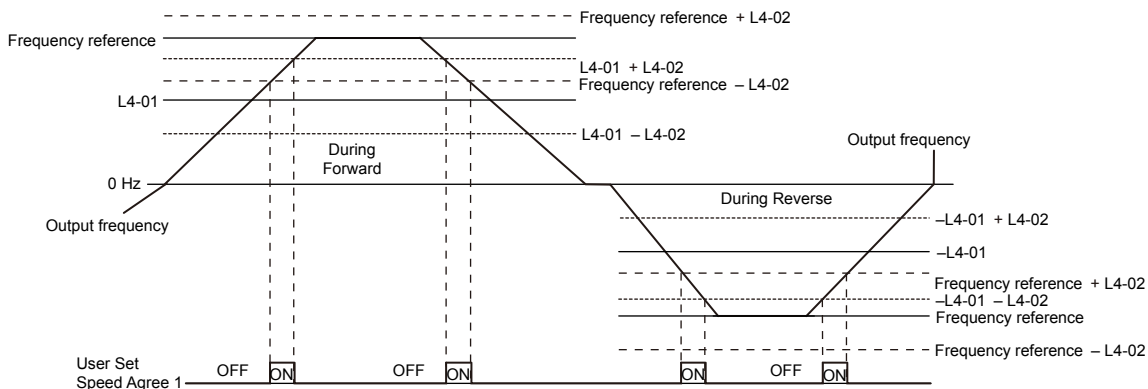 Frequency reference + L4-02
Frequency reference
L4-01 + L4-02
Frequency reference – L4-02
L4-01
L4-01 – L4-02
During
Forward
Output frequency
0 Hz
During Reverse
Output frequency
–L4-01 + L4-02
–L4-01
Frequency reference + L4-02
–L4-01 – L4-02
Frequency reference
Frequency reference – L4-02
User Set
Speed Agree 1
OFF
ON
OFF
ON
ON
OFF
ON